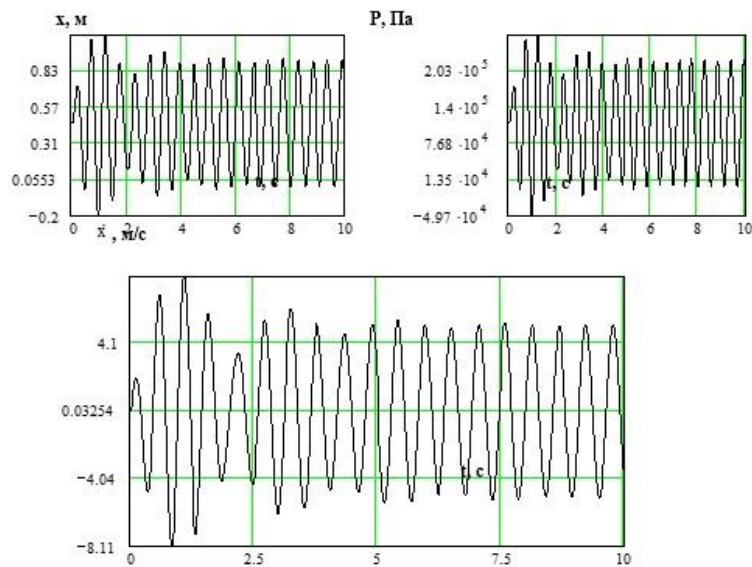 x, м
P, Па
0.83
0.57
0.31
0.0553
−0.2
t, с
0 2 4 6 8 10
2.03 ·10⁵
1.4 ·10⁵
7.68 ·10⁴
1.35 ·10⁴
−4.97 ·10⁴
t, с
0 2 4 6 8 10
ẋ , м/с
4.1
0.03254
−4.04
−8.11
t, с
0 2.5 5 7.5 10